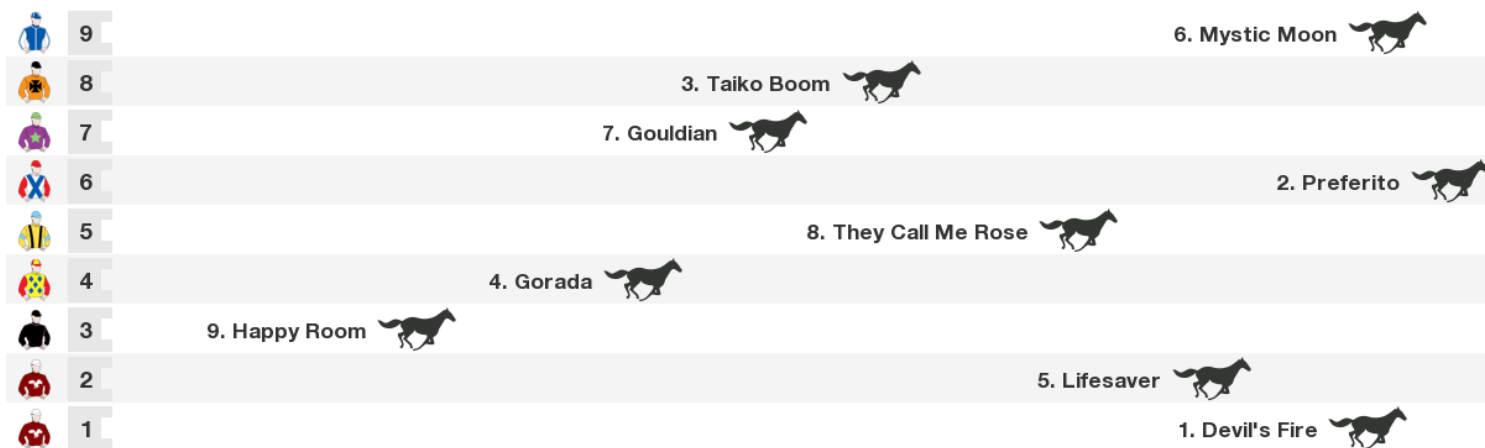 9 6. Mystic Moon
8 3. Taiko Boom
7 7. Gouldian
6 2. Preferito
5 8. They Call Me Rose
4 4. Gorada
3 9. Happy Room
2 5. Lifesaver
1 1. Devil's Fire